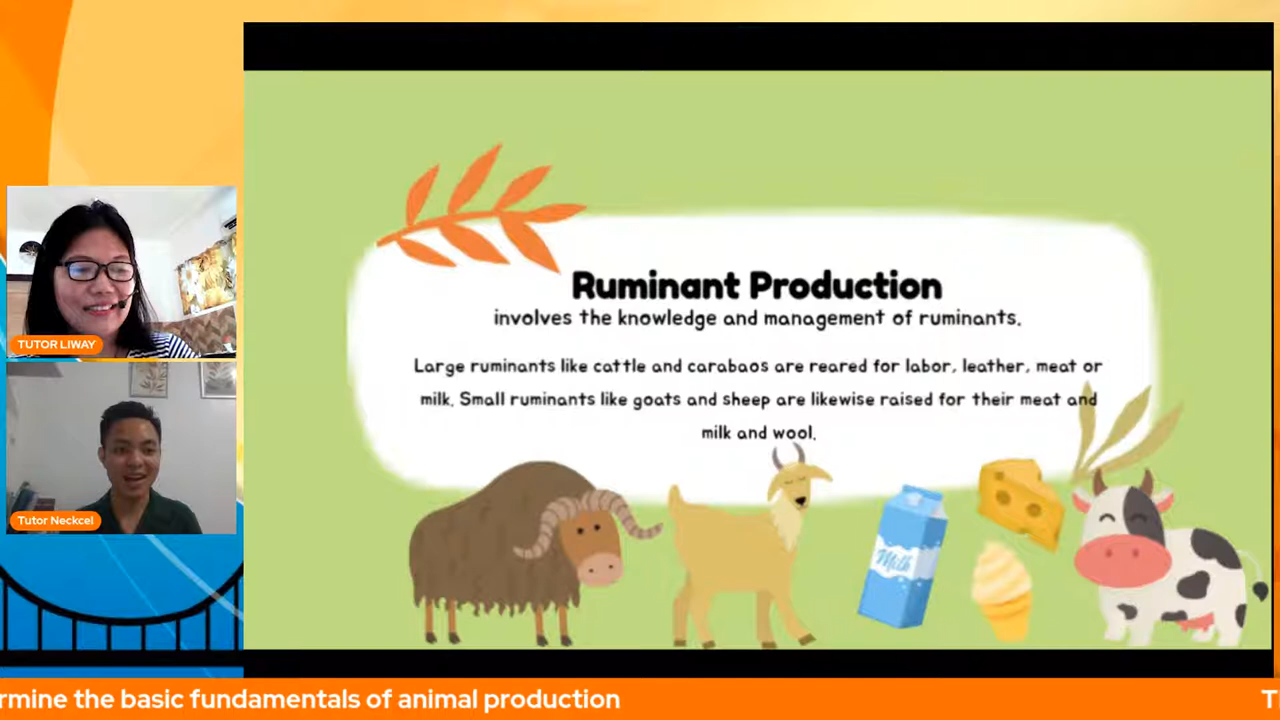 TUTOR LIWAY
Tutor Neckcel
Ruminant Production
involves the knowledge and management of ruminants.
Large ruminants like cattle and carabaos are reared for labor, leather, meat or
milk. Small ruminants like goats and sheep are likewise raised for their meat and
milk and wool.
Milk
rmine the basic fundamentals of animal production